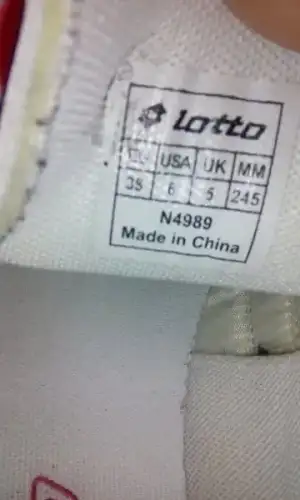 Lotto
USA UK MM
38 6 5 245
N4989
Made in China